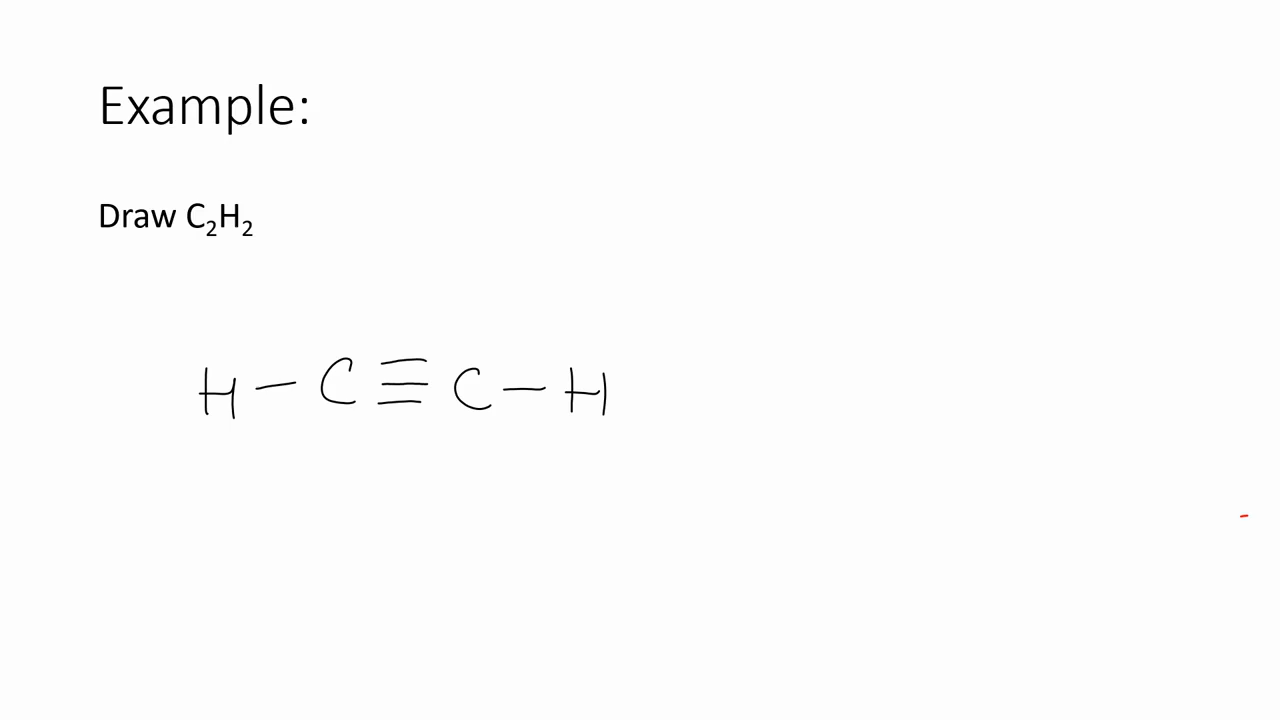 Example:
Draw C₂H₂
H – C ≡ C – H